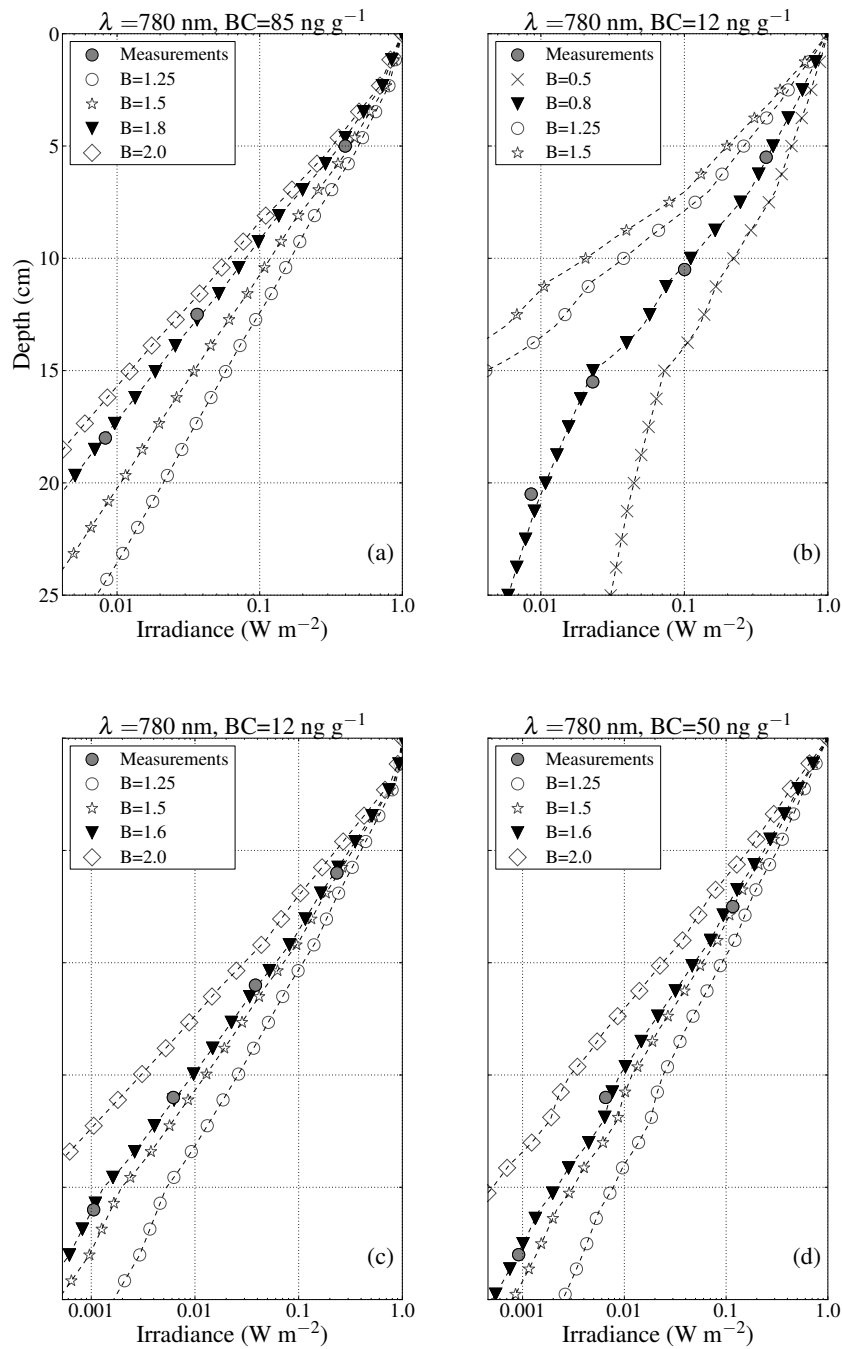 λ =780 nm, BC=85 ng g⁻¹
Measurements
B=1.25
B=1.5
B=1.8
B=2.0
0
5
10
15
20
25
Depth (cm)
(a)
0.01 0.1 1.0
Irradiance (W m⁻²)
λ =780 nm, BC=12 ng g⁻¹
Measurements
B=0.5
B=0.8
B=1.25
B=1.5
(b)
0.01 0.1 1.0
Irradiance (W m⁻²)
λ =780 nm, BC=12 ng g⁻¹
Measurements
B=1.25
B=1.5
B=1.6
B=2.0
(c)
0.001 0.01 0.1 1.0
Irradiance (W m⁻²)
λ =780 nm, BC=50 ng g⁻¹
Measurements
B=1.25
B=1.5
B=1.6
B=2.0
(d)
0.001 0.01 0.1 1.0
Irradiance (W m⁻²)